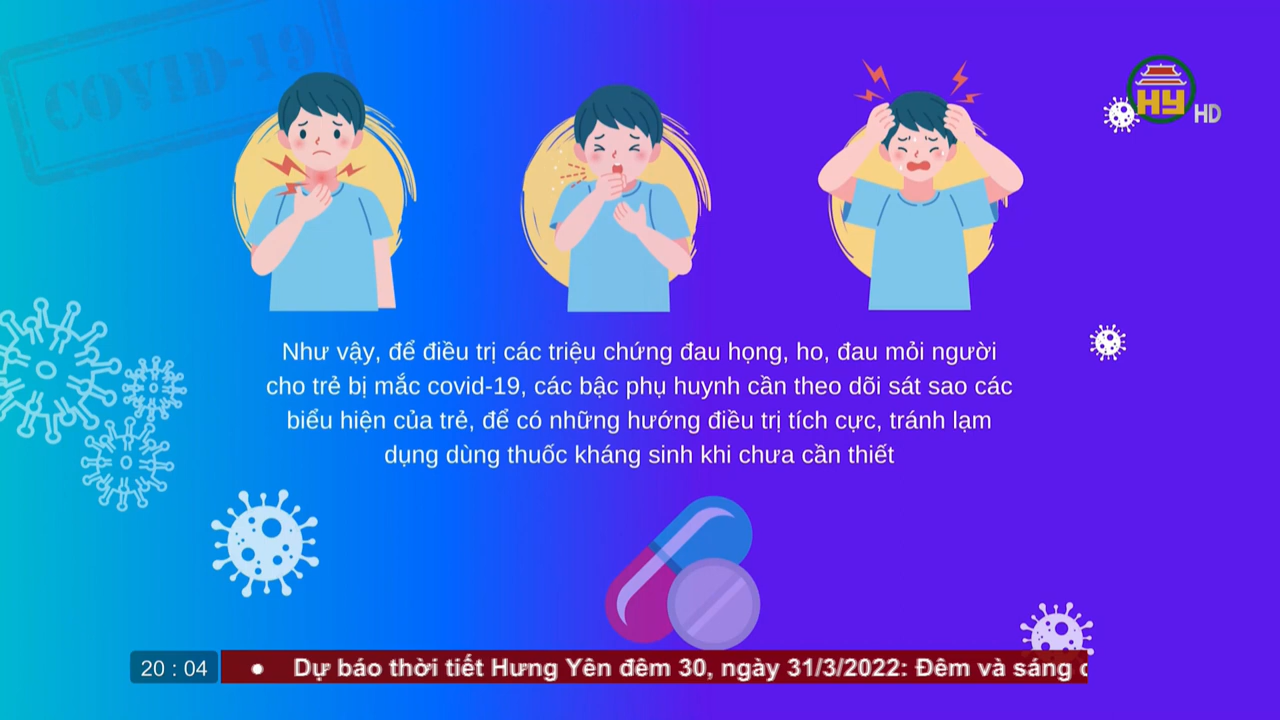 COVID-19
HY HD
Như vậy, để điều trị các triệu chứng đau họng, ho, đau mỏi người
cho trẻ bị mắc covid-19, các bậc phụ huynh cần theo dõi sát sao các
biểu hiện của trẻ, để có những hướng điều trị tích cực, tránh lạm
dụng dùng thuốc kháng sinh khi chưa cần thiết
20 : 04 • Dự báo thời tiết Hưng Yên đêm 30, ngày 31/3/2022: Đêm và sáng